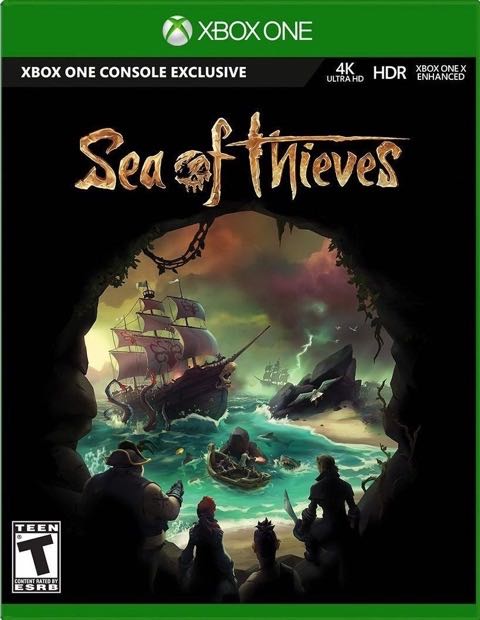 XBOX ONE
XBOX ONE CONSOLE EXCLUSIVE
4K
ULTRA HD
HDR
XBOX ONE X
ENHANCED
Sea of Thieves
TEEN
T
®
CONTENT RATED BY
ESRB